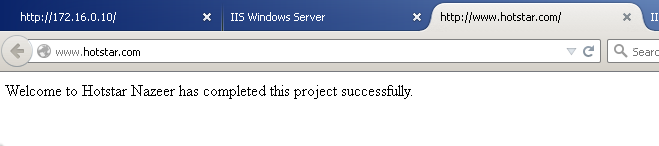 http://172.16.0.10/ IIS Windows Server http://www.hotstar.com/
www.hotstar.com
Welcome to Hotstar Nazeer has completed this project successfully.